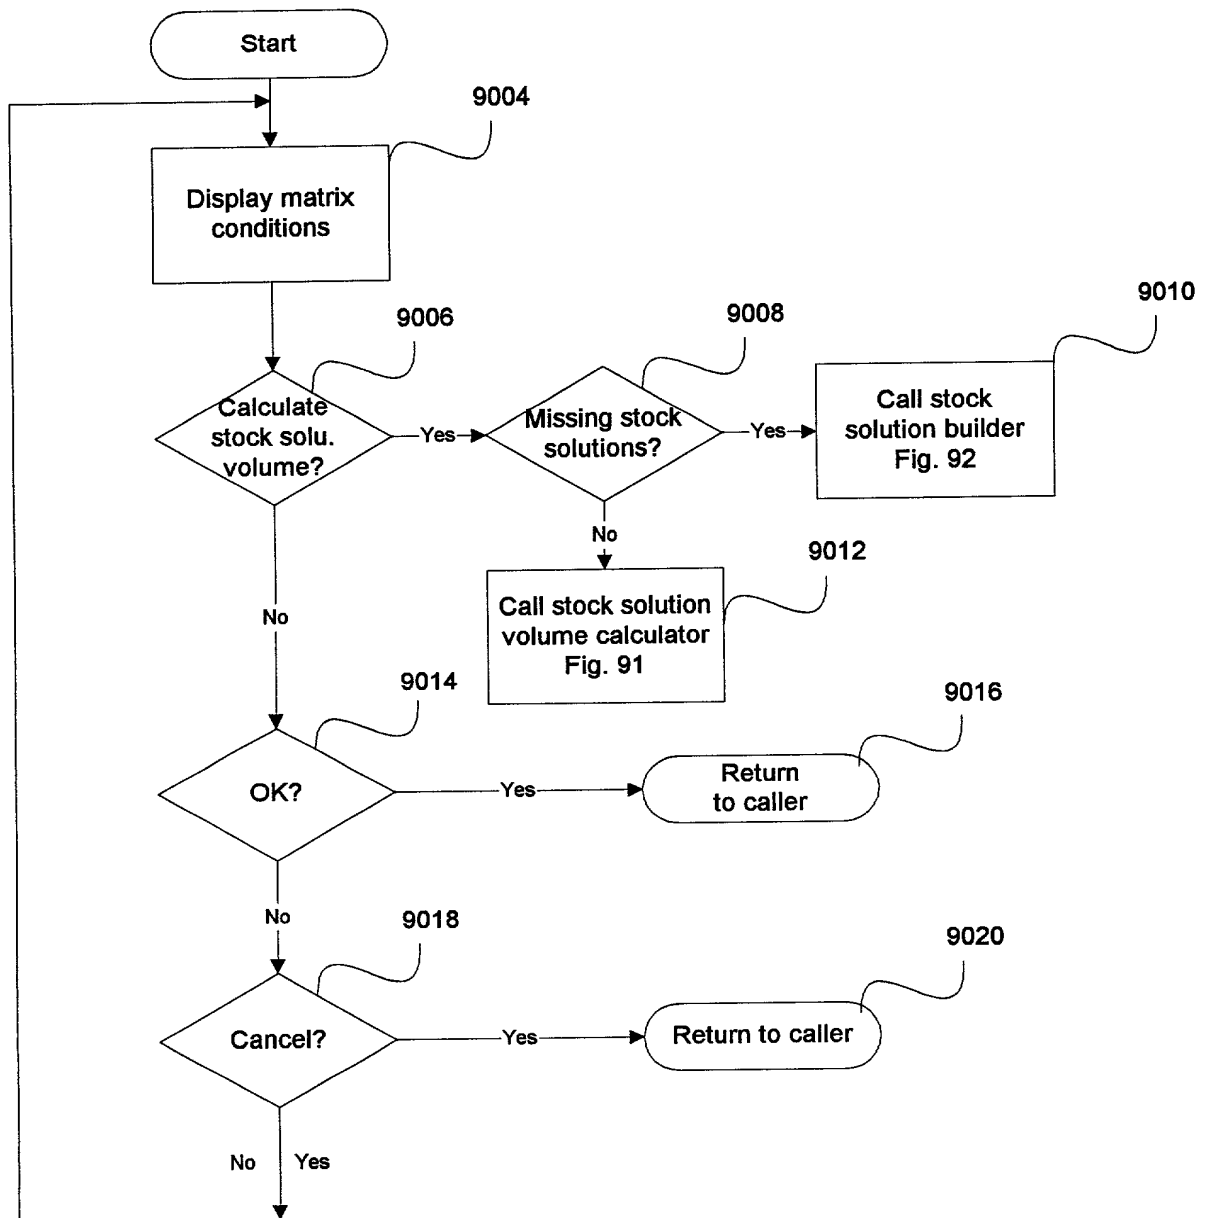 Start
9004
Display matrix
conditions
9006
9008
9010
Calculate
stock solu.
volume?
Yes
Missing stock
solutions?
Yes
Call stock
solution builder
Fig. 92
No
9012
Call stock solution
volume calculator
Fig. 91
No
9014
9016
OK?
Yes
Return
to caller
No
9018
9020
Cancel?
Yes
Return to caller
No
Yes